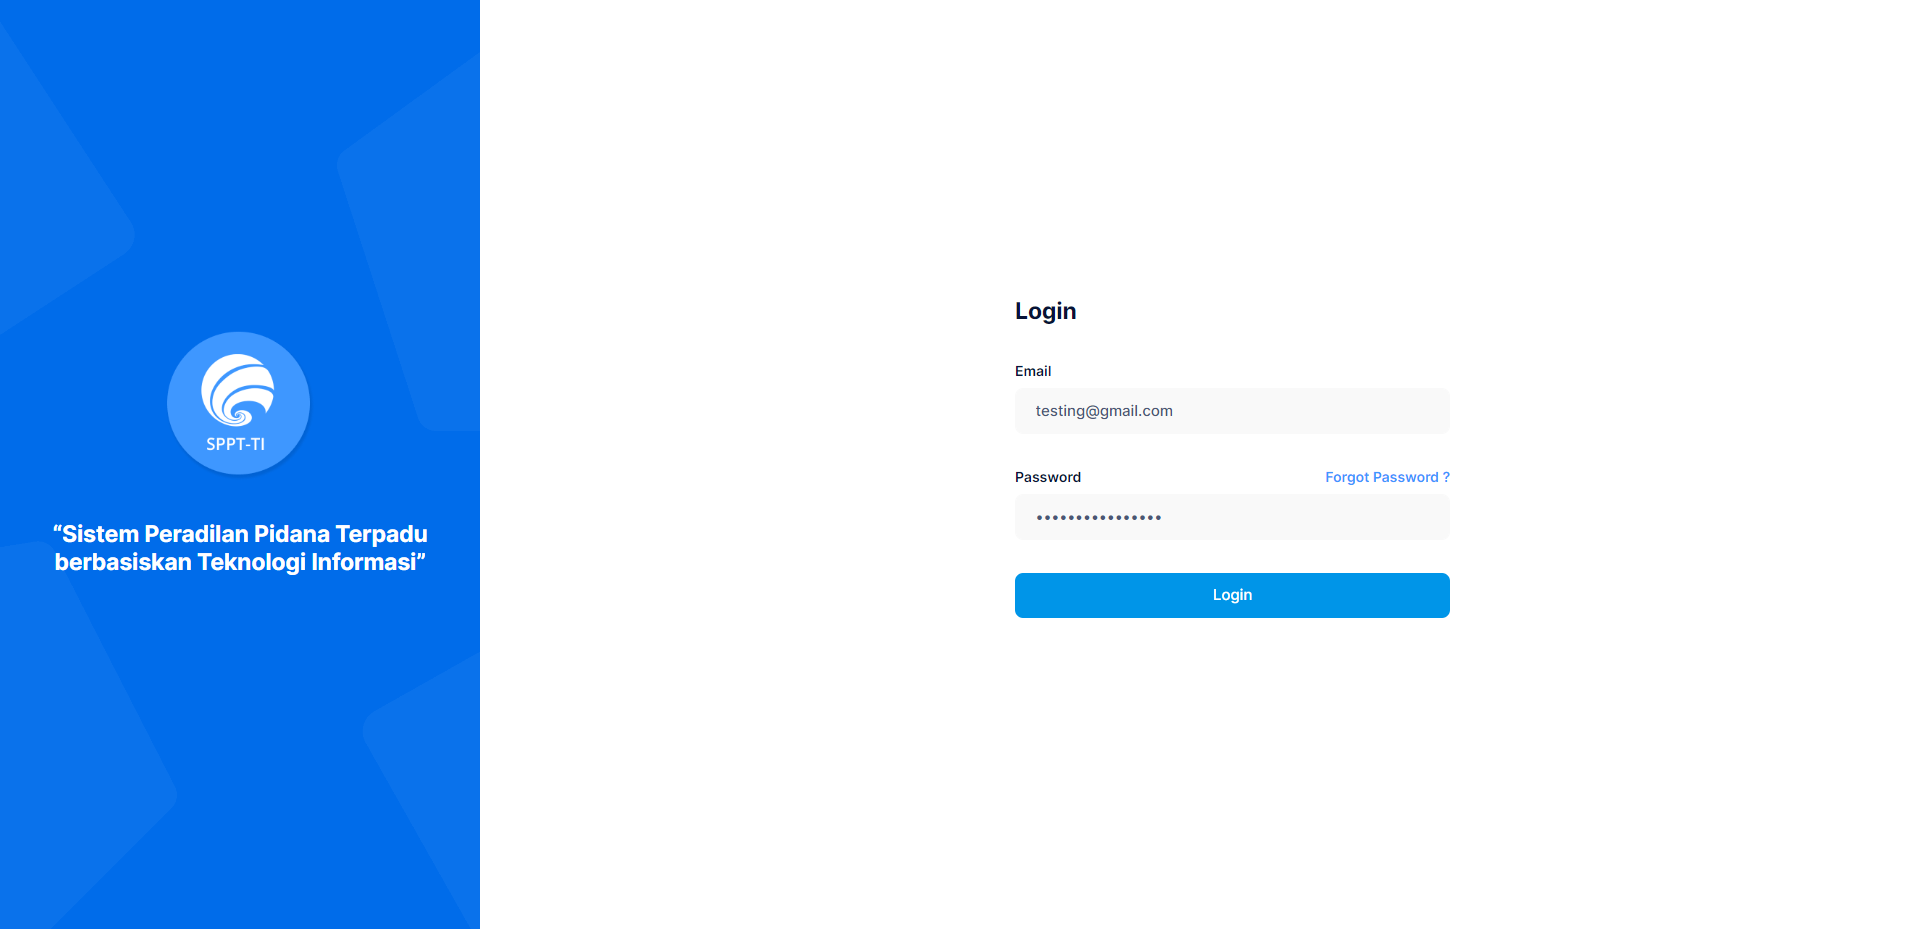 SPPT-TI
“Sistem Peradilan Pidana Terpadu
berbasiskan Teknologi Informasi”
Login
Email
testing@gmail.com
Password
Forgot Password ?
••••••••••••••••
Login